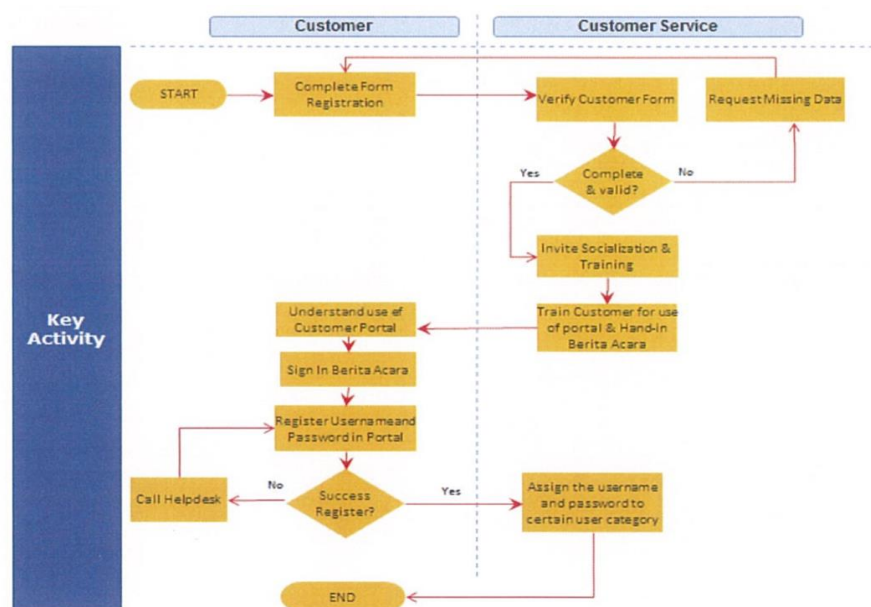 Customer
Customer Service
START
Complete Form
Registration
Verify Customer Form
Request Missing Data
Complete
& valid?
Yes
No
Invite Socialization &
Training
Key
Activity
Understand use of
Customer Portal
Train Customer for use
of portal & Hand-in
Berita Acara
Sign In Berita Acara
Register Username and
Password in Portal
Call Helpdesk
No
Success
Register?
Yes
Assign the username
and password to
certain user category
END